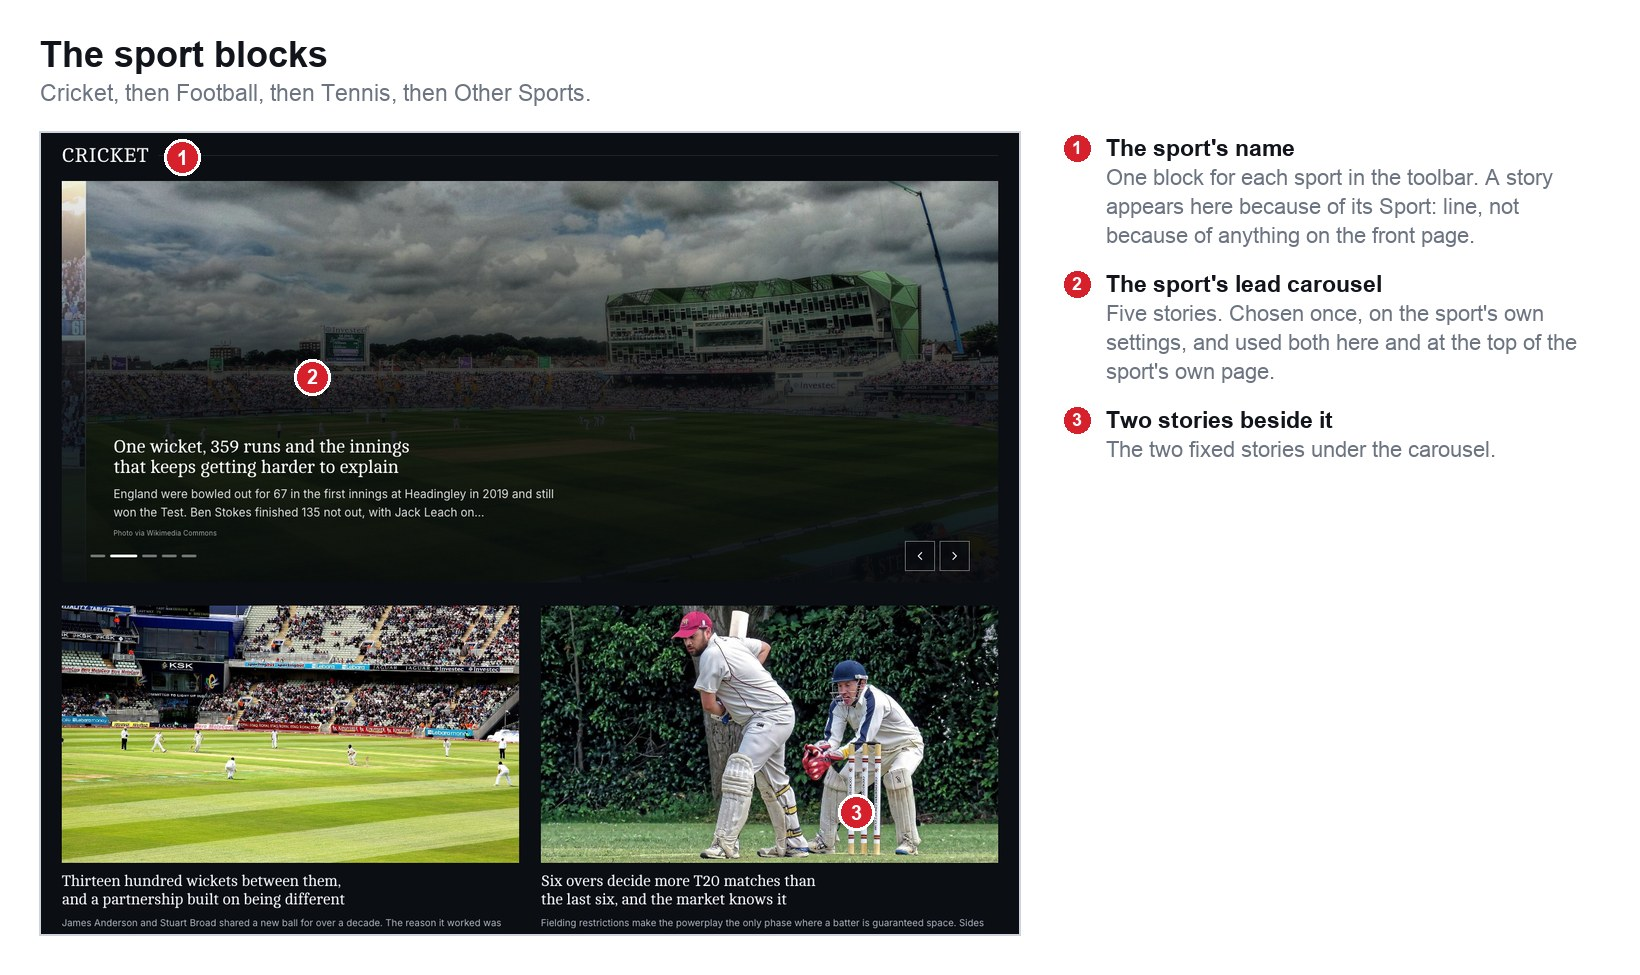 The sport blocks
Cricket, then Football, then Tennis, then Other Sports.
CRICKET
1
2
One wicket, 359 runs and the innings
that keeps getting harder to explain
England were bowled out for 67 in the first innings at Headingley in 2019 and still
won the Test. Ben Stokes finished 135 not out, with Jack Leach on...
Photo via Wikimedia Commons
KSK
3
Thirteen hundred wickets between them,
and a partnership built on being different
James Anderson and Stuart Broad shared a new ball for over a decade. The reason it worked was
Six overs decide more T20 matches than
the last six, and the market knows it
Fielding restrictions make the powerplay the only phase where a batter is guaranteed space. Sides
1 The sport's name
One block for each sport in the toolbar. A story
appears here because of its Sport: line, not
because of anything on the front page.
2 The sport's lead carousel
Five stories. Chosen once, on the sport's own
settings, and used both here and at the top of the
sport's own page.
3 Two stories beside it
The two fixed stories under the carousel.